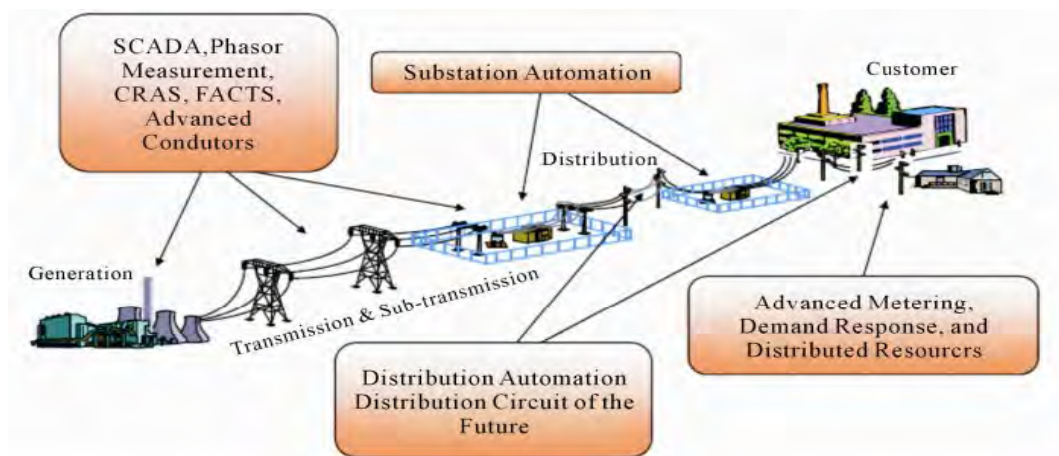 SCADA,Phasor
Measurement,
CRAS, FACTS,
Advanced
Condutors
Substation Automation
Customer
Distribution
Generation
Transmission & Sub-transmission
Advanced Metering,
Demand Response, and
Distributed Resourcrs
Distribution Automation
Distribution Circuit of the
Future